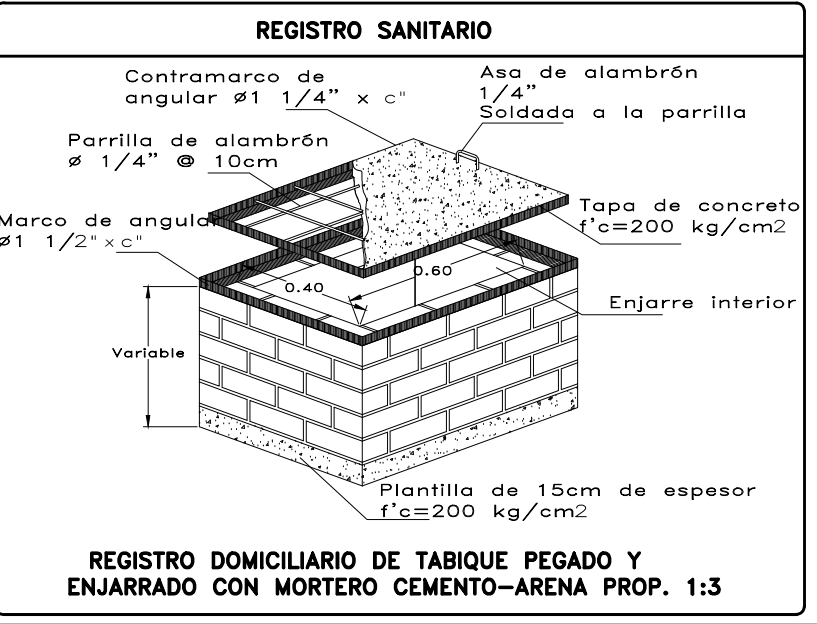 REGISTRO SANITARIO
Contramarco de
angular ø1 1/4" x c"
Asa de alambrón
1/4"
Soldada a la parrilla
Parrilla de alambrón
ø 1/4" @ 10cm
Marco de angular
ø1 1/2"xc"
Tapa de concreto
f'c=200 kg/cm2
0.60
0.40
Enjarre interior
Variable
Plantilla de 15cm de espesor
f'c=200 kg/cm2
REGISTRO DOMICILIARIO DE TABIQUE PEGADO Y
ENJARRADO CON MORTERO CEMENTO-ARENA PROP. 1:3